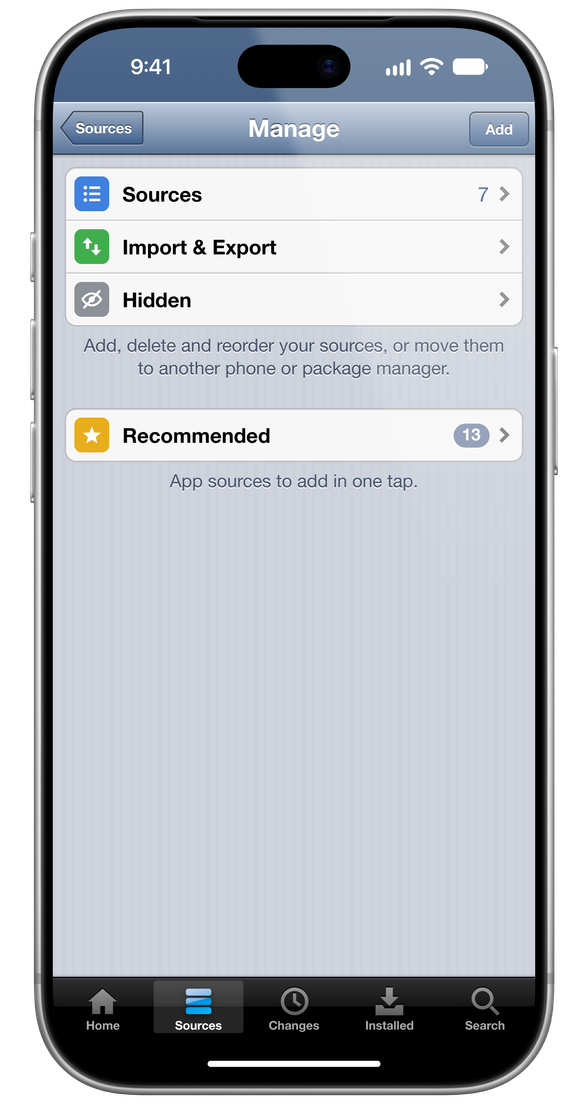 9:41
Sources
Manage
Add
Sources 7
Import & Export
Hidden
Add, delete and reorder your sources, or move them
to another phone or package manager.
Recommended 13
App sources to add in one tap.
Home Sources Changes Installed Search